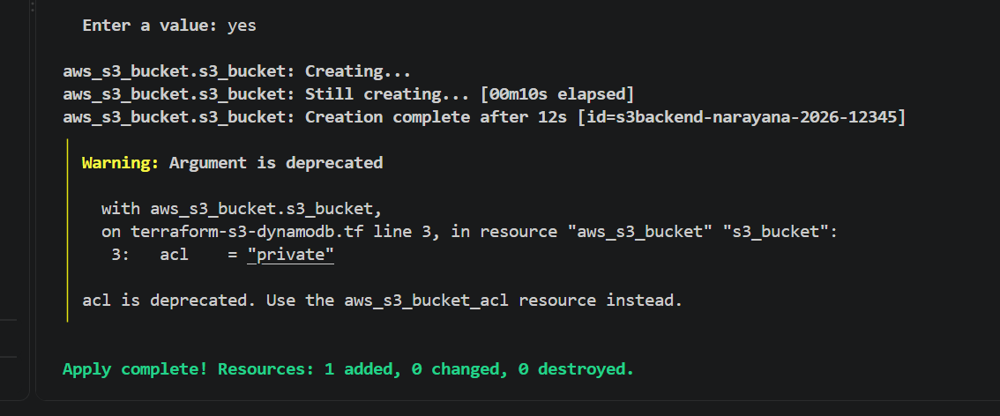 Enter a value: yes
aws_s3_bucket.s3_bucket: Creating...
aws_s3_bucket.s3_bucket: Still creating... [00m10s elapsed]
aws_s3_bucket.s3_bucket: Creation complete after 12s [id=s3backend-narayana-2026-12345]
Warning: Argument is deprecated
with aws_s3_bucket.s3_bucket,
on terraform-s3-dynamodb.tf line 3, in resource "aws_s3_bucket" "s3_bucket":
3:   acl    = "private"
acl is deprecated. Use the aws_s3_bucket_acl resource instead.
Apply complete! Resources: 1 added, 0 changed, 0 destroyed.